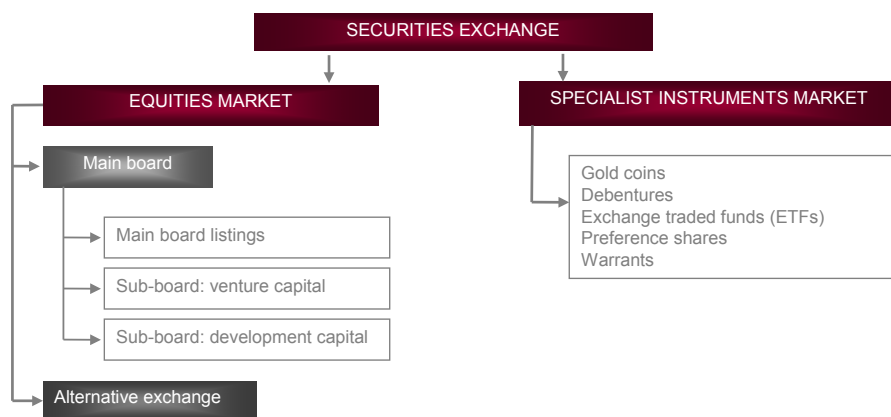 SECURITIES EXCHANGE
EQUITIES MARKET
SPECIALIST INSTRUMENTS MARKET
Main board
Main board listings
Sub-board: venture capital
Sub-board: development capital
Alternative exchange
Gold coins
Debentures
Exchange traded funds (ETFs)
Preference shares
Warrants